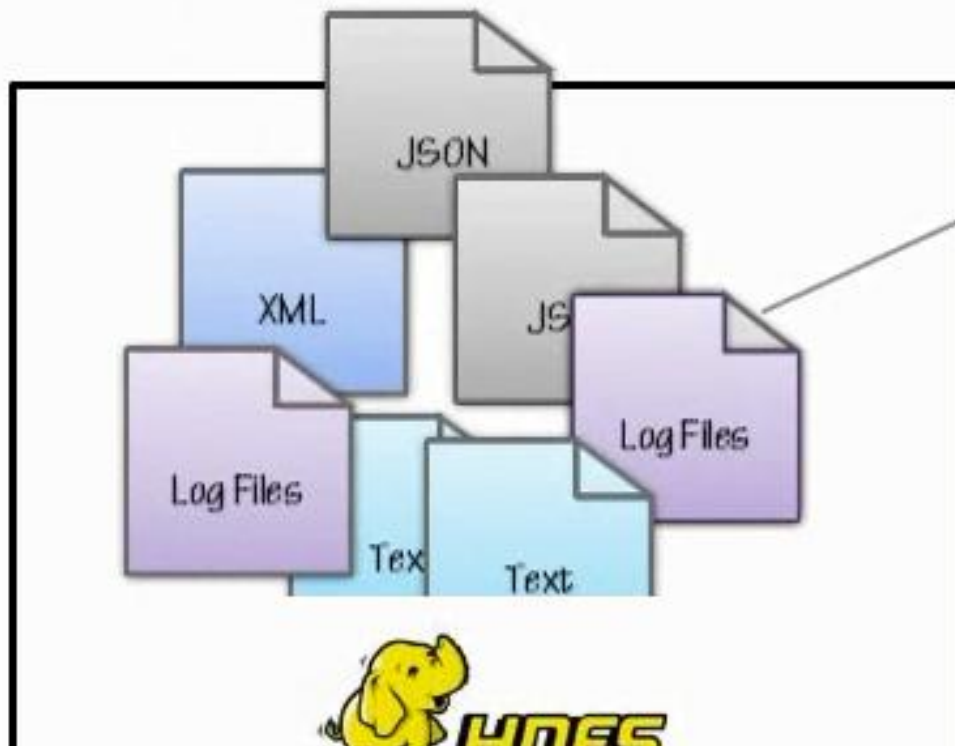 JSON
XML
JS
Log Files
Log Files
Tex
Text
HDFS